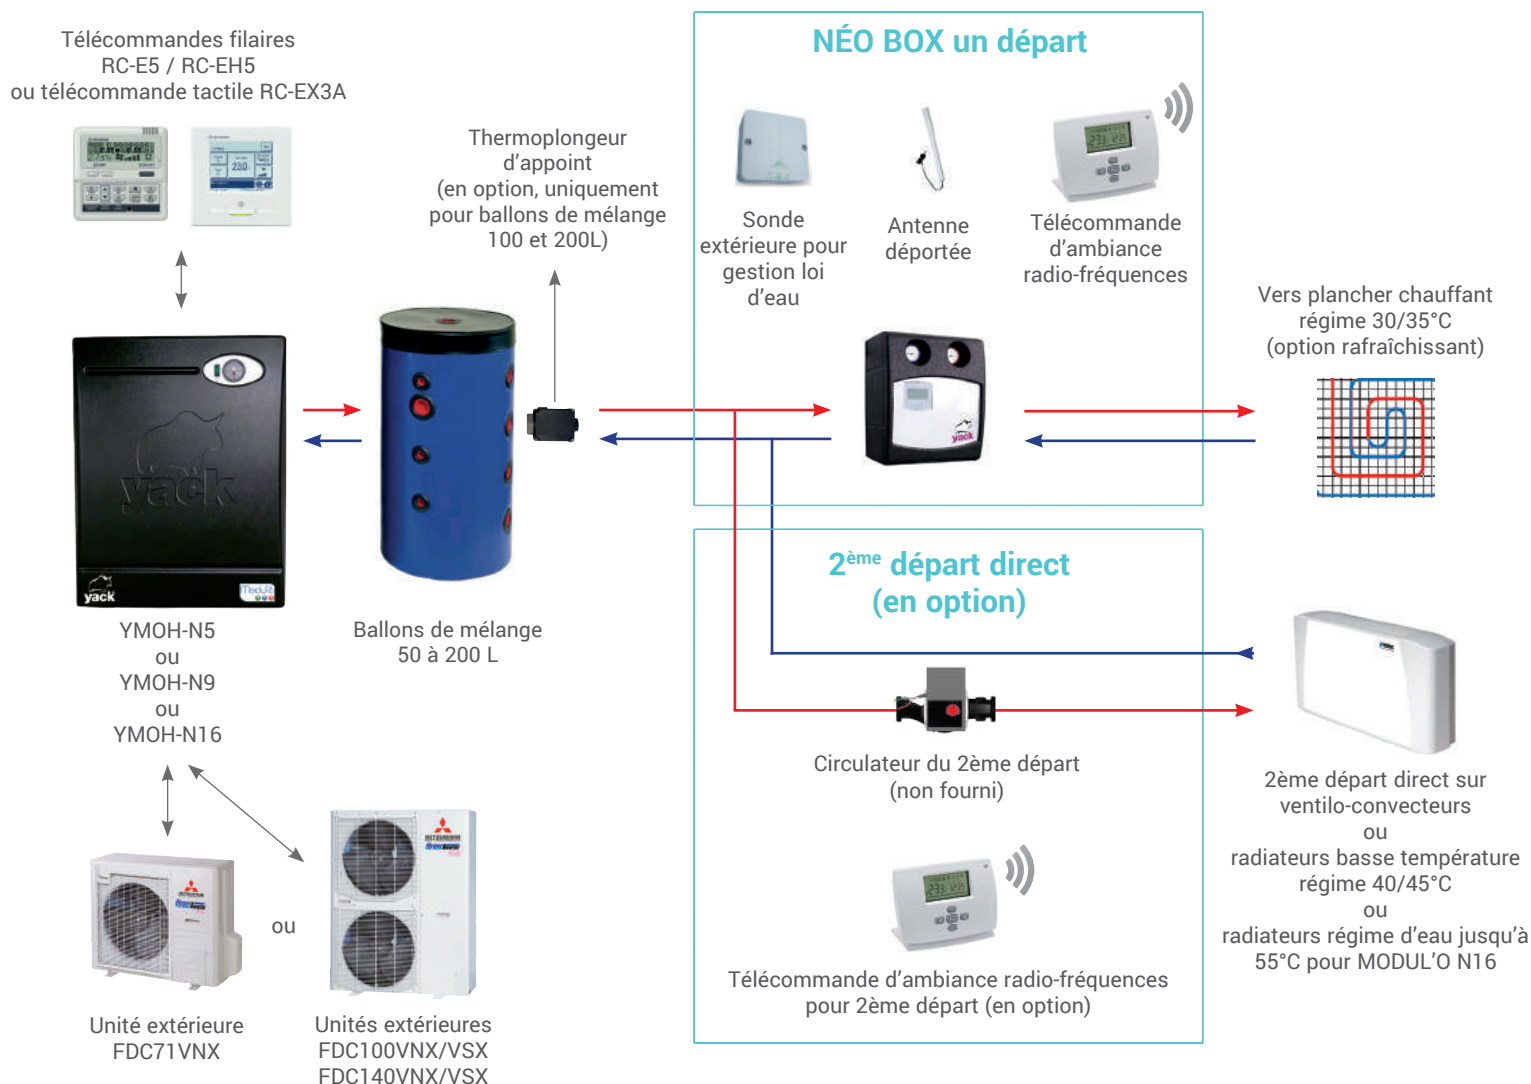 Télécommandes filaires
RC-E5 / RC-EH5
ou télécommande tactile RC-EX3A
Thermoplongeur
d’appoint
(en option, uniquement
pour ballons de mélange
100 et 200L)
NÉO BOX un départ
Sonde
extérieure pour
gestion loi
d’eau
Antenne
déportée
Télécommande
d’ambiance
radio-fréquences
Vers plancher chauffant
régime 30/35°C
(option rafraîchissant)
yack
yack
yack
YMOH-N5
ou
YMOH-N9
ou
YMOH-N16
Ballons de mélange
50 à 200 L
2ème départ direct
(en option)
Circulateur du 2ème départ
(non fourni)
Télécommande d’ambiance radio-fréquences
pour 2ème départ (en option)
2ème départ direct sur
ventilo-convecteurs
ou
radiateurs basse température
régime 40/45°C
ou
radiateurs régime d’eau jusqu’à
55°C pour MODUL’O N16
ou
MITSUBISHI
Unité extérieure
FDC71VNX
Unités extérieures
FDC100VNX/VSX
FDC140VNX/VSX